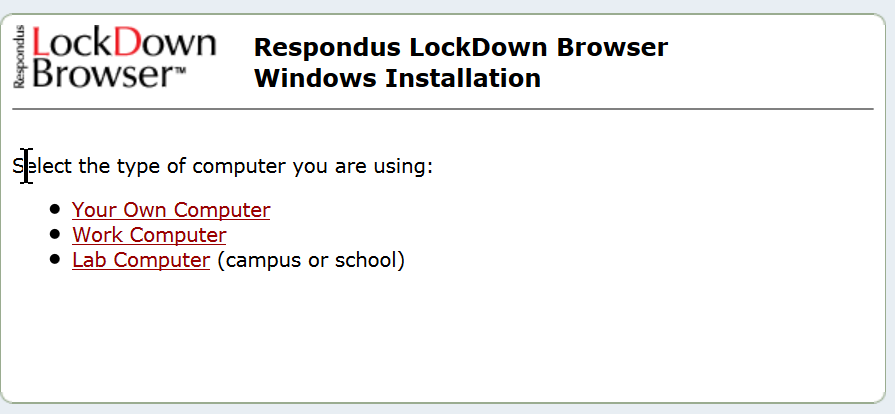 Respondus LockDown Browser™
Respondus LockDown Browser
Windows Installation
Select the type of computer you are using:
• Your Own Computer
• Work Computer
• Lab Computer (campus or school)